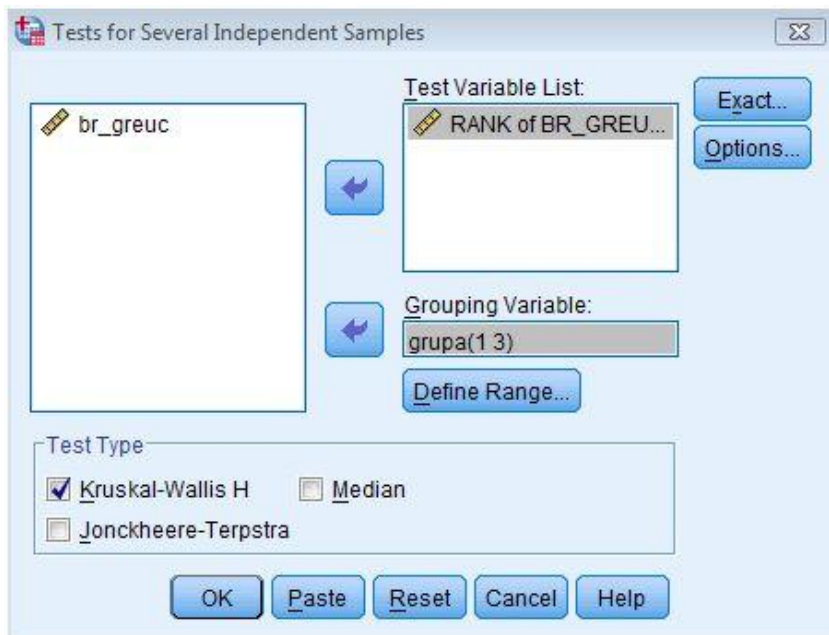 Tests for Several Independent Samples
br_greuc
Test Variable List:
RANK of BR_GREU...
Exact...
Options...
Grouping Variable:
grupa(1 3)
Define Range...
Test Type
Kruskal-Wallis H
Median
Jonckheere-Terpstra
OK
Paste
Reset
Cancel
Help